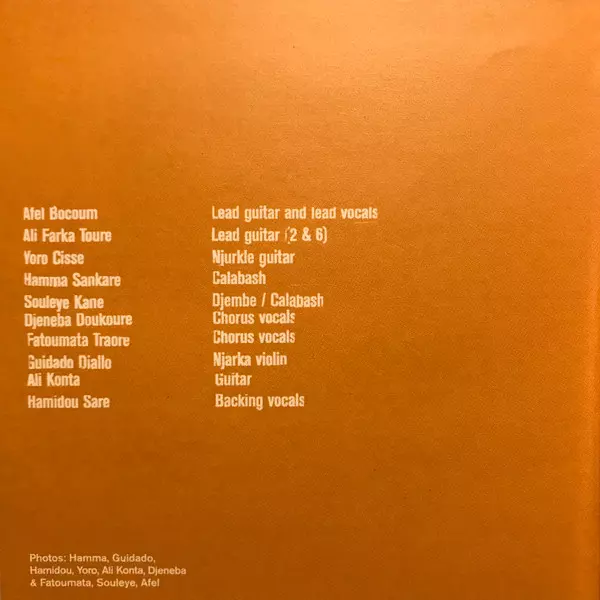 Afel Bocoum Lead guitar and lead vocals
Ali Farka Toure Lead guitar (2 & 6)
Yoro Cisse Njurkle guitar
Hamma Sankare Calabash
Souleye Kane Djembe / Calabash
Djeneba Doukoure Chorus vocals
Fatoumata Traore Chorus vocals
Guidado Diallo Njarka violin
Ali Konta Guitar
Hamidou Sare Backing vocals
Photos: Hamma, Guidado,
Hamidou, Yoro, Ali Konta, Djeneba
& Fatoumata, Souleye, Afel